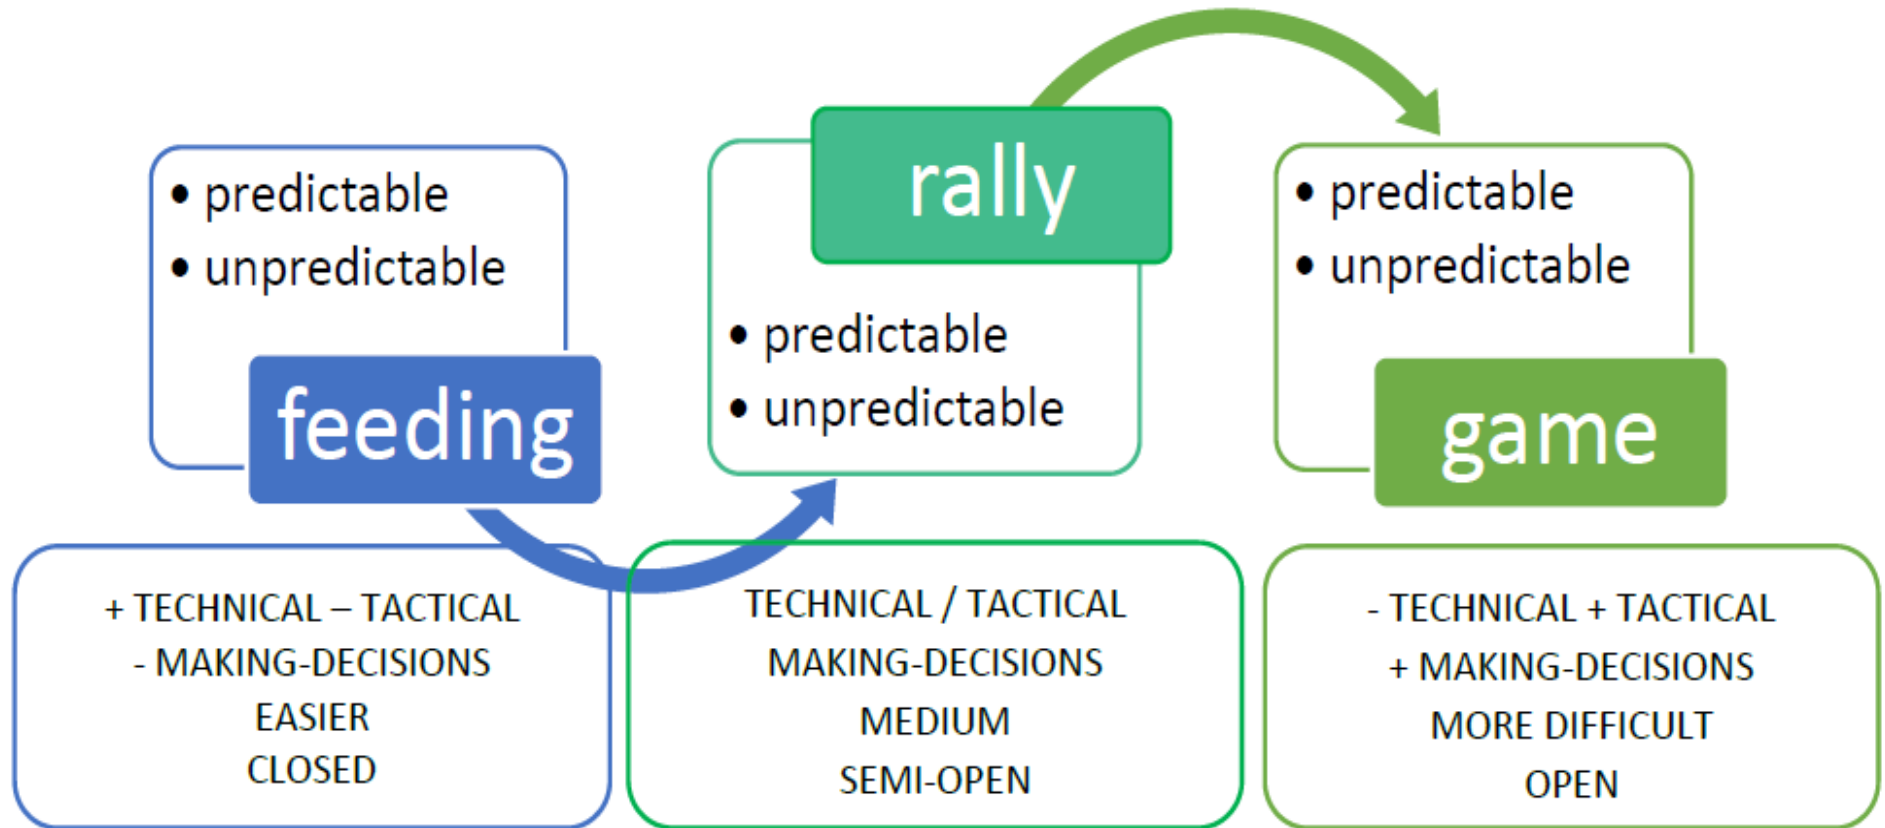 • predictable
• unpredictable
feeding
rally
• predictable
• unpredictable
• predictable
• unpredictable
game
+ TECHNICAL – TACTICAL
- MAKING-DECISIONS
EASIER
CLOSED
TECHNICAL / TACTICAL
MAKING-DECISIONS
MEDIUM
SEMI-OPEN
- TECHNICAL + TACTICAL
+ MAKING-DECISIONS
MORE DIFFICULT
OPEN